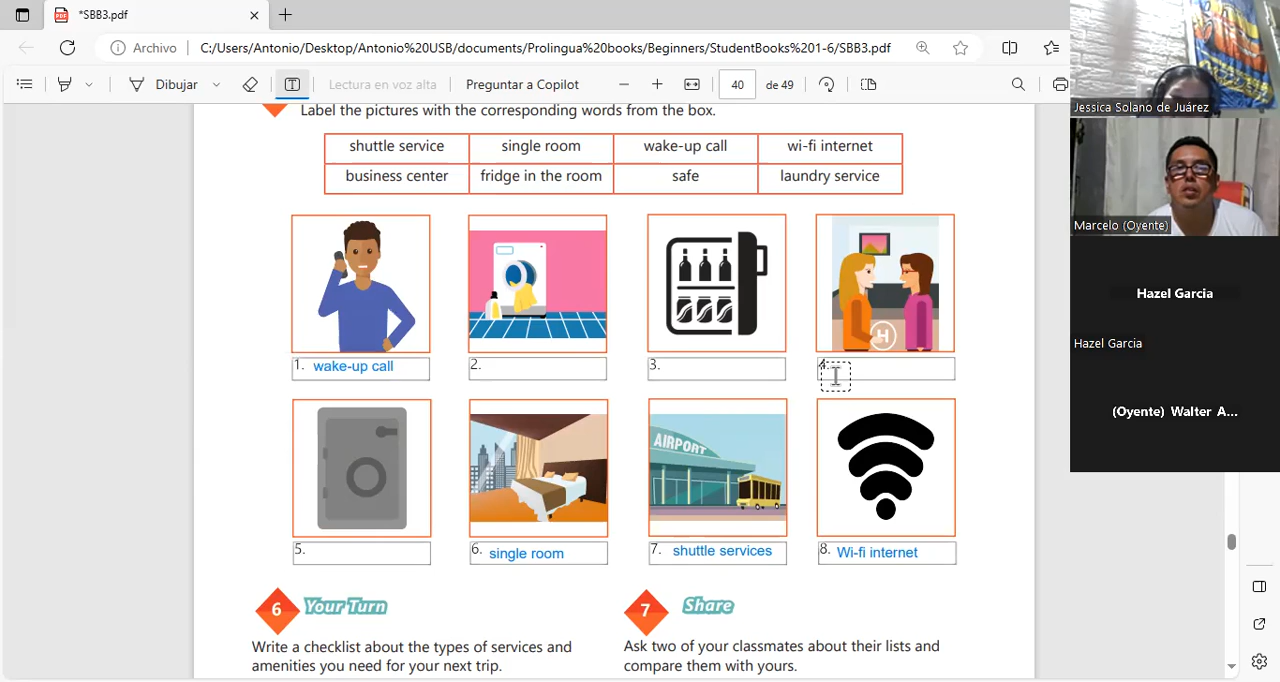 *SBB3.pdf
Archivo C:/Users/Antonio/Desktop/Antonio%20USB/documents/Prolingua%20books/Beginners/StudentBooks%201-6/SBB3.pdf
Dibujar Lectura en voz alta Preguntar a Copilot 40 de 49
Label the pictures with the corresponding words from the box.
shuttle service single room wake-up call wi-fi internet
business center fridge in the room safe laundry service
H
1. wake-up call 2. 3. 4.
AIRPORT
5. 6. single room 7. shuttle services 8. Wi-fi internet
6 Your Turn
Write a checklist about the types of services and
amenities you need for your next trip.
7 Share
Ask two of your classmates about their lists and
compare them with yours.
Jessica Solano de Juárez
Marcelo (Oyente)
Hazel Garcia
Hazel Garcia
(Oyente) Walter A...